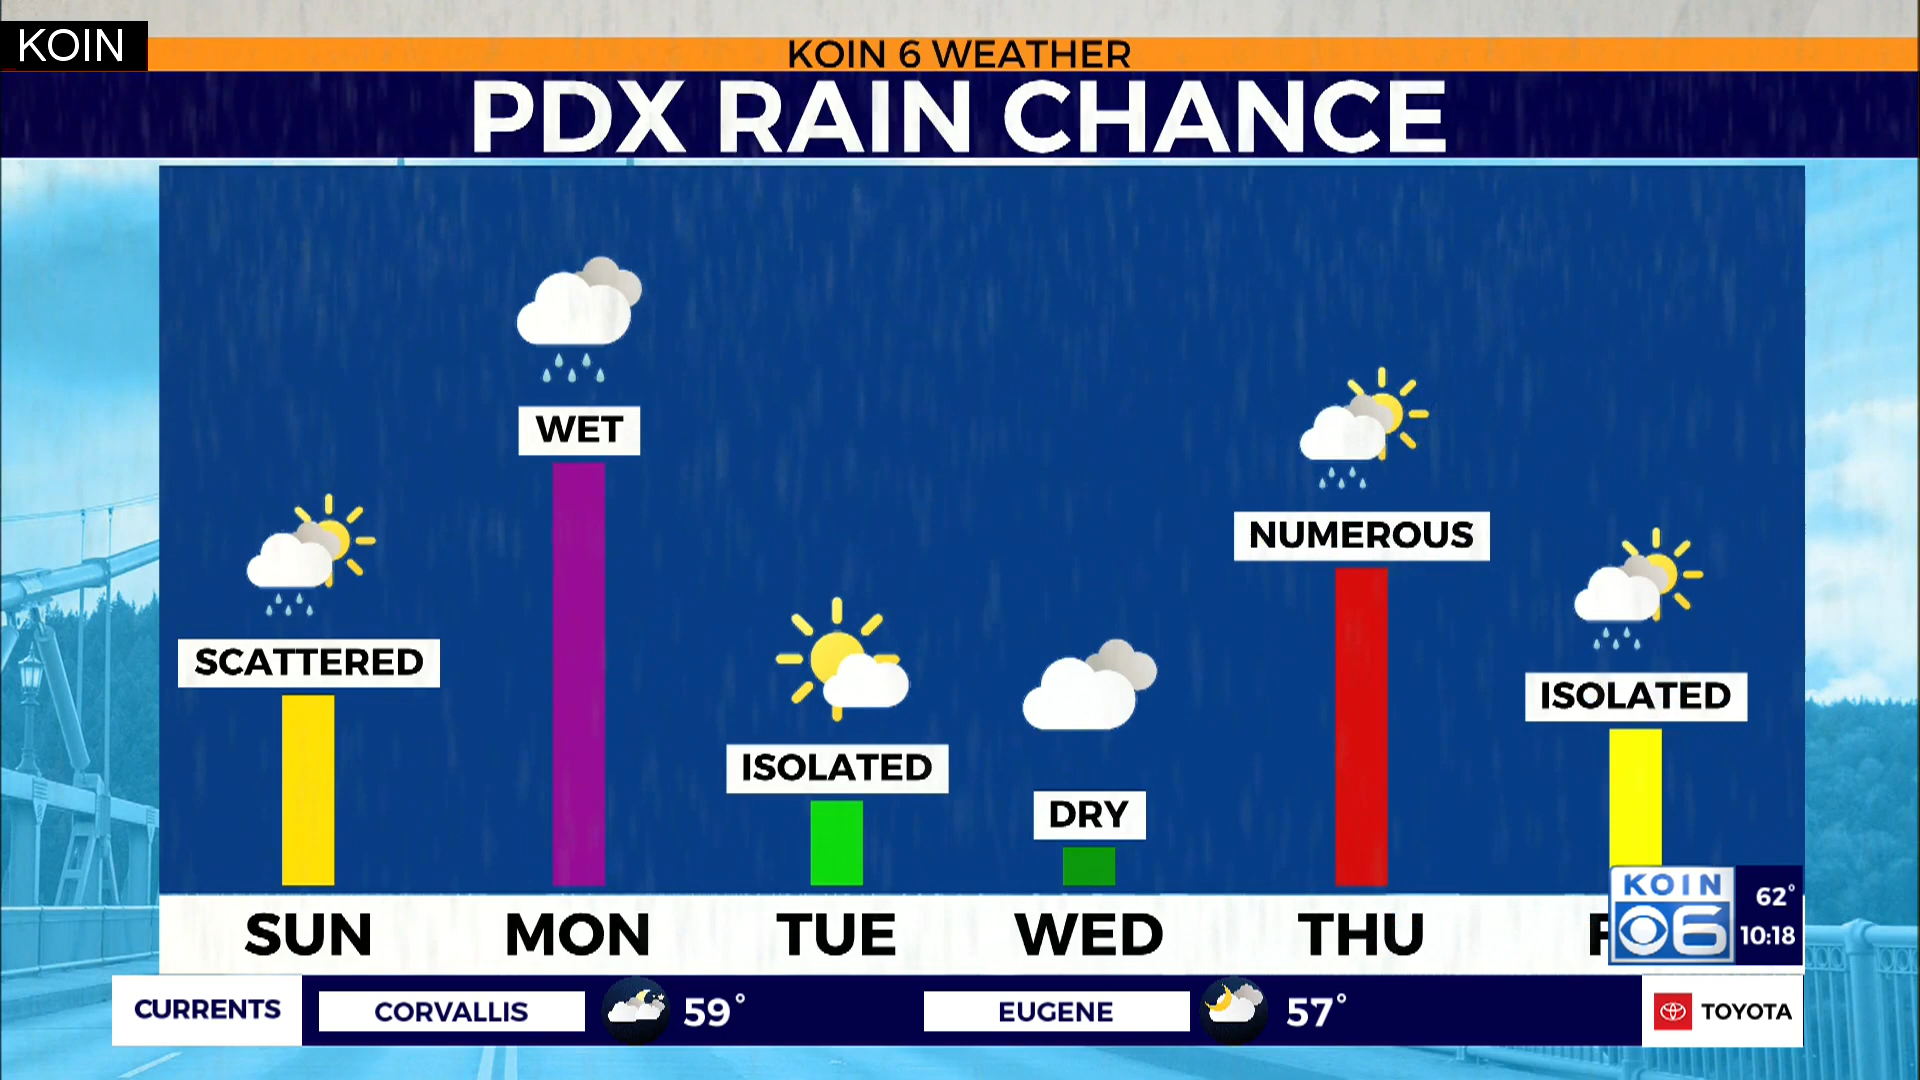 KOIN
KOIN 6 WEATHER
PDX RAIN CHANCE
SCATTERED
WET
ISOLATED
DRY
NUMEROUS
ISOLATED
SUN MON TUE WED THU
KOIN
6
62°
10:18
CURRENTS CORVALLIS 59° EUGENE 57° TOYOTA